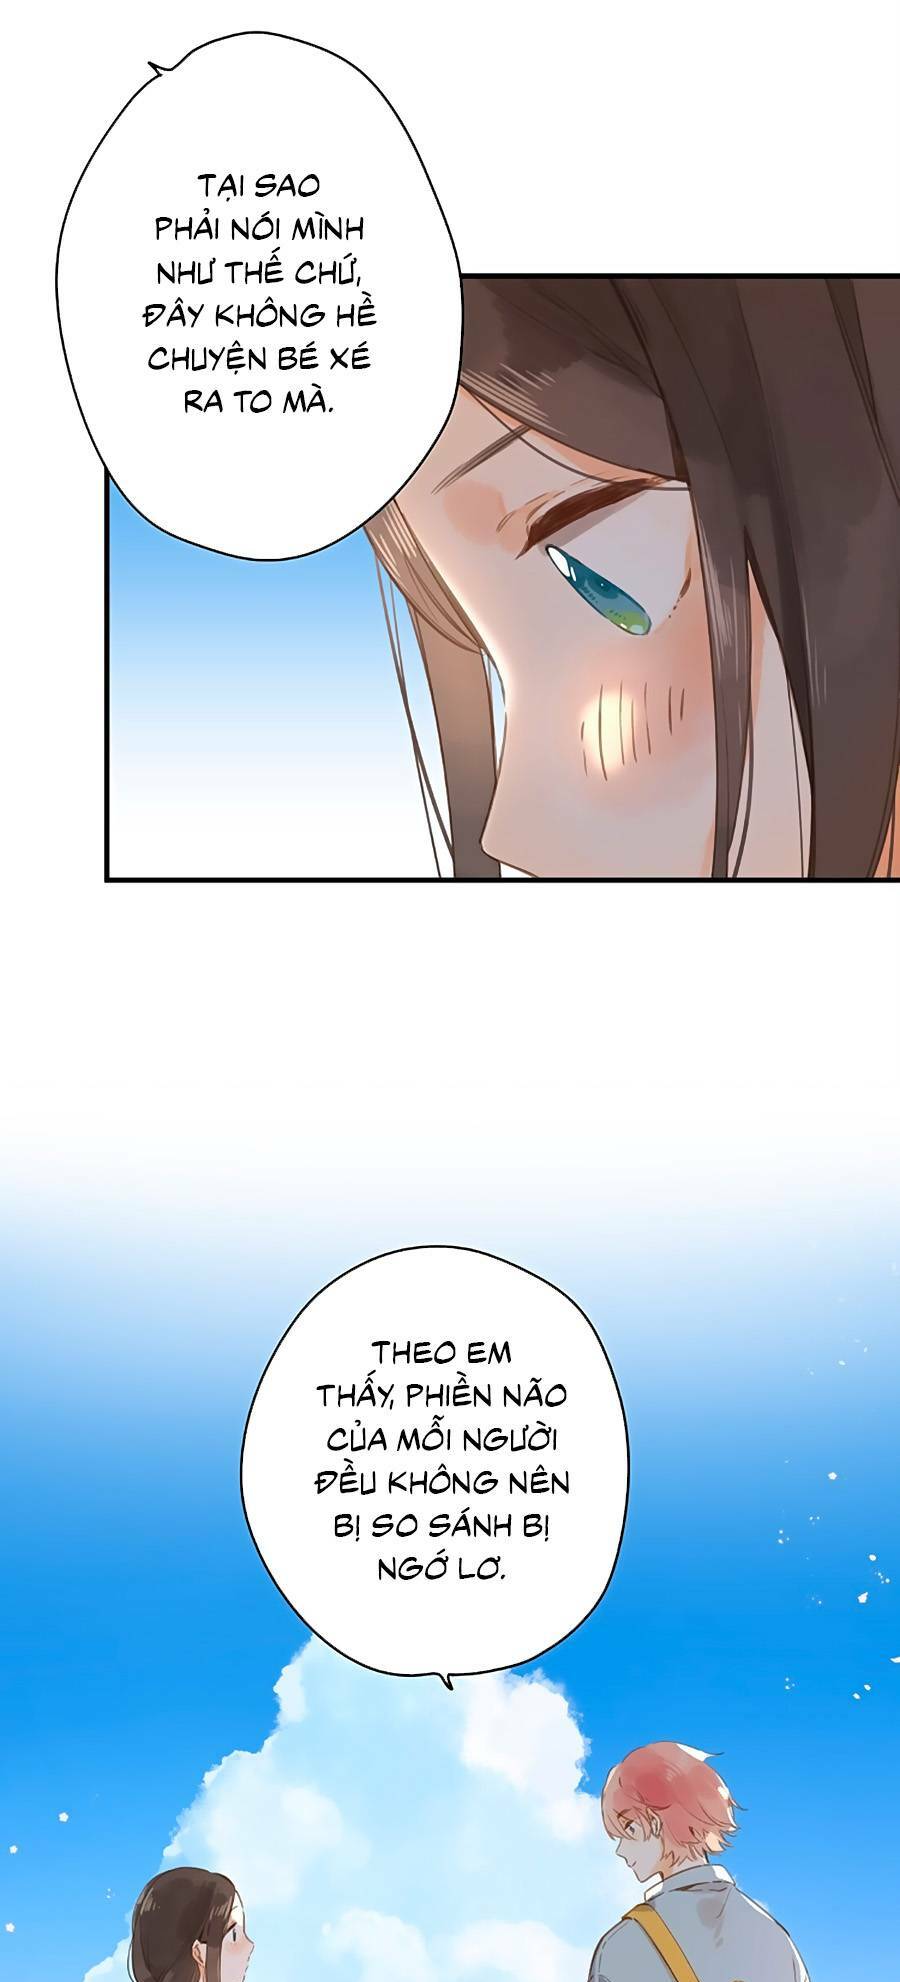 TẠI SAO
PHẢI NÓI MÌNH
NHƯ THẾ CHỨ,
ĐÂY KHÔNG HỀ
CHUYỆN BÉ XÉ
RA TO MÀ.
THEO EM
THẤY, PHIỀN NÃO
CỦA MỖI NGƯỜI
ĐỀU KHÔNG NÊN
BỊ SO SÁNH BỊ
NGÓ LƠ.